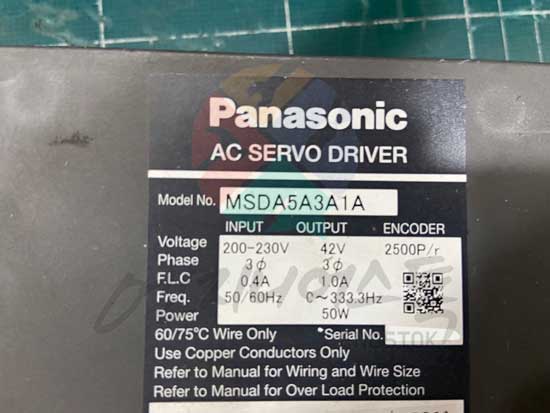 Panasonic
AC SERVO DRIVER
Model No. MSDA5A3A1A
INPUT OUTPUT ENCODER
Voltage 200-230V 42V 2500P/r
Phase 3ϕ 3ϕ
F.L.C 0.4A 1.0A
Freq. 50/60Hz 0~333.3Hz
Power 50W
60/75°C Wire Only *Serial No.
Use Copper Conductors Only
Refer to Manual for Wiring and Wire Size
Refer to Manual for Over Load Protection